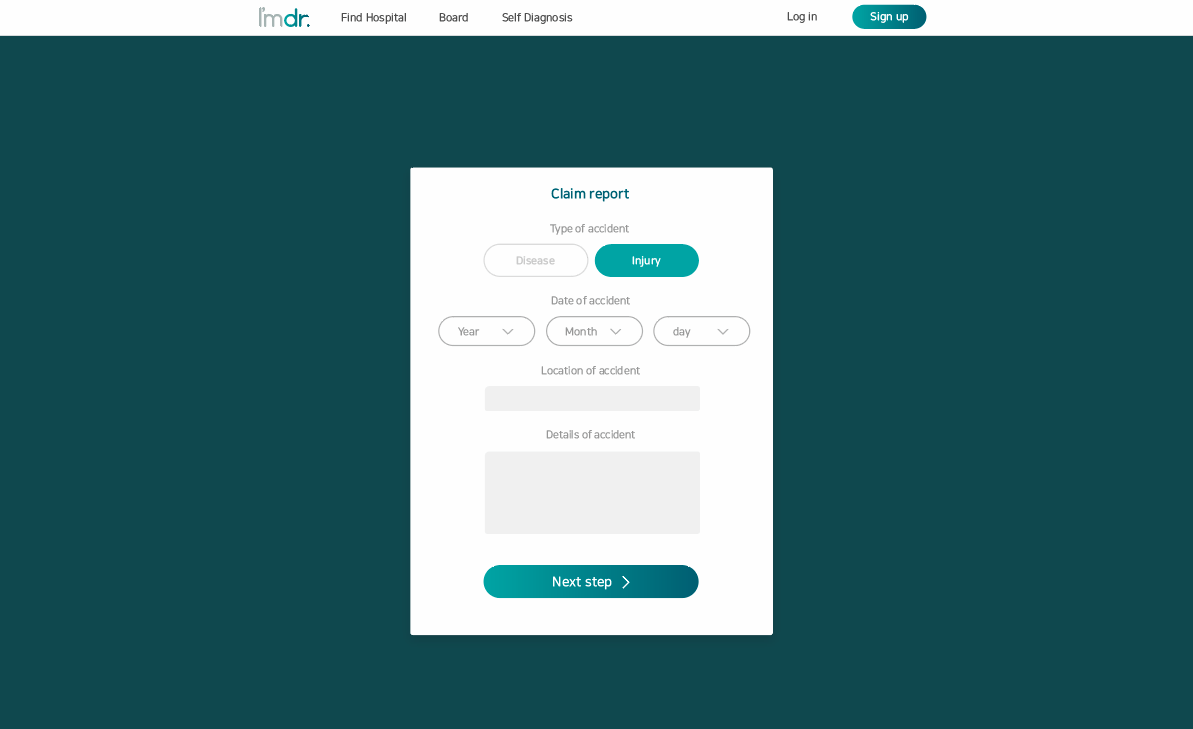 I'mdr. Find Hospital Board Self Diagnosis Log in Sign up
Claim report
Type of accident
Disease Injury
Date of accident
Year Month day
Location of accident
Details of accident
Next step